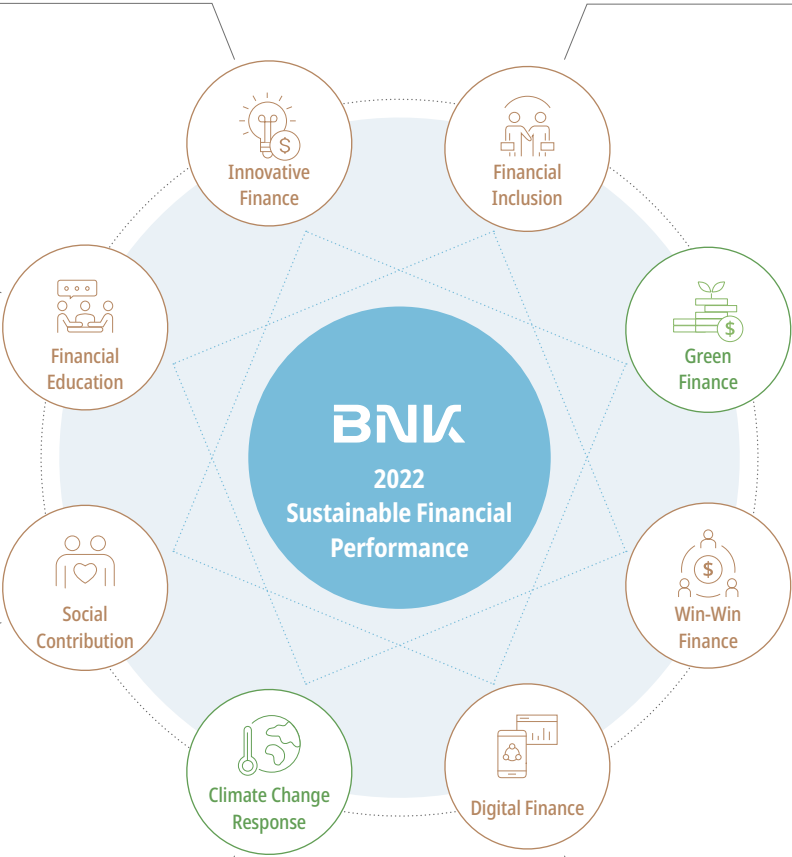 Innovative
Finance
Financial
Inclusion
Financial
Education
Green
Finance
BNK
2022
Sustainable Financial
Performance
Social
Contribution
Win-Win
Finance
Climate Change
Response
Digital Finance